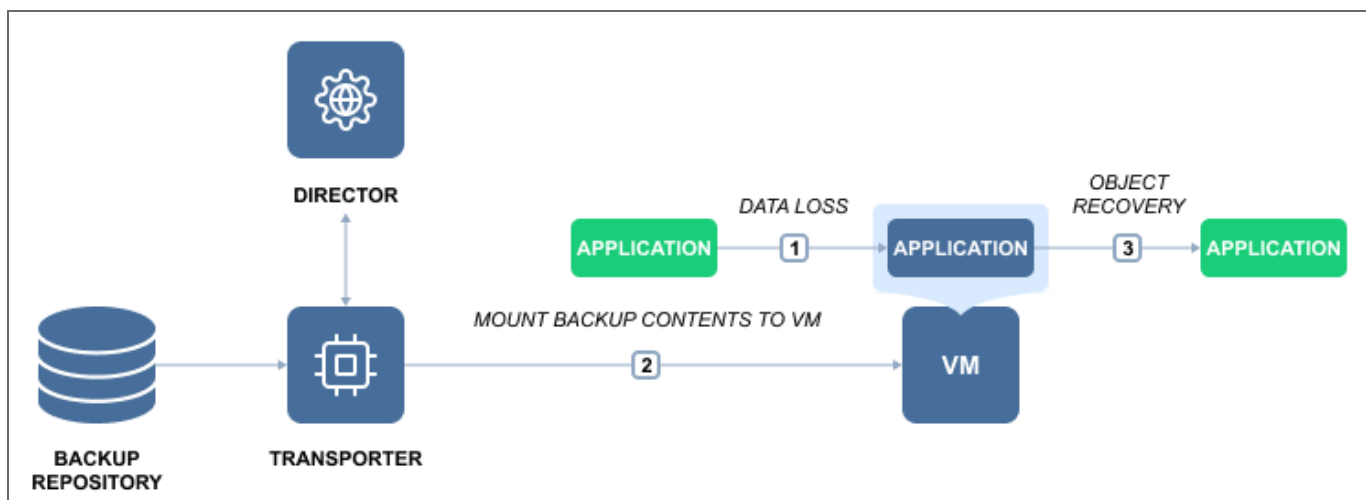 DIRECTOR
DATA LOSS
OBJECT
RECOVERY
APPLICATION
1
APPLICATION
3
APPLICATION
MOUNT BACKUP CONTENTS TO VM
2
VM
BACKUP
REPOSITORY
TRANSPORTER